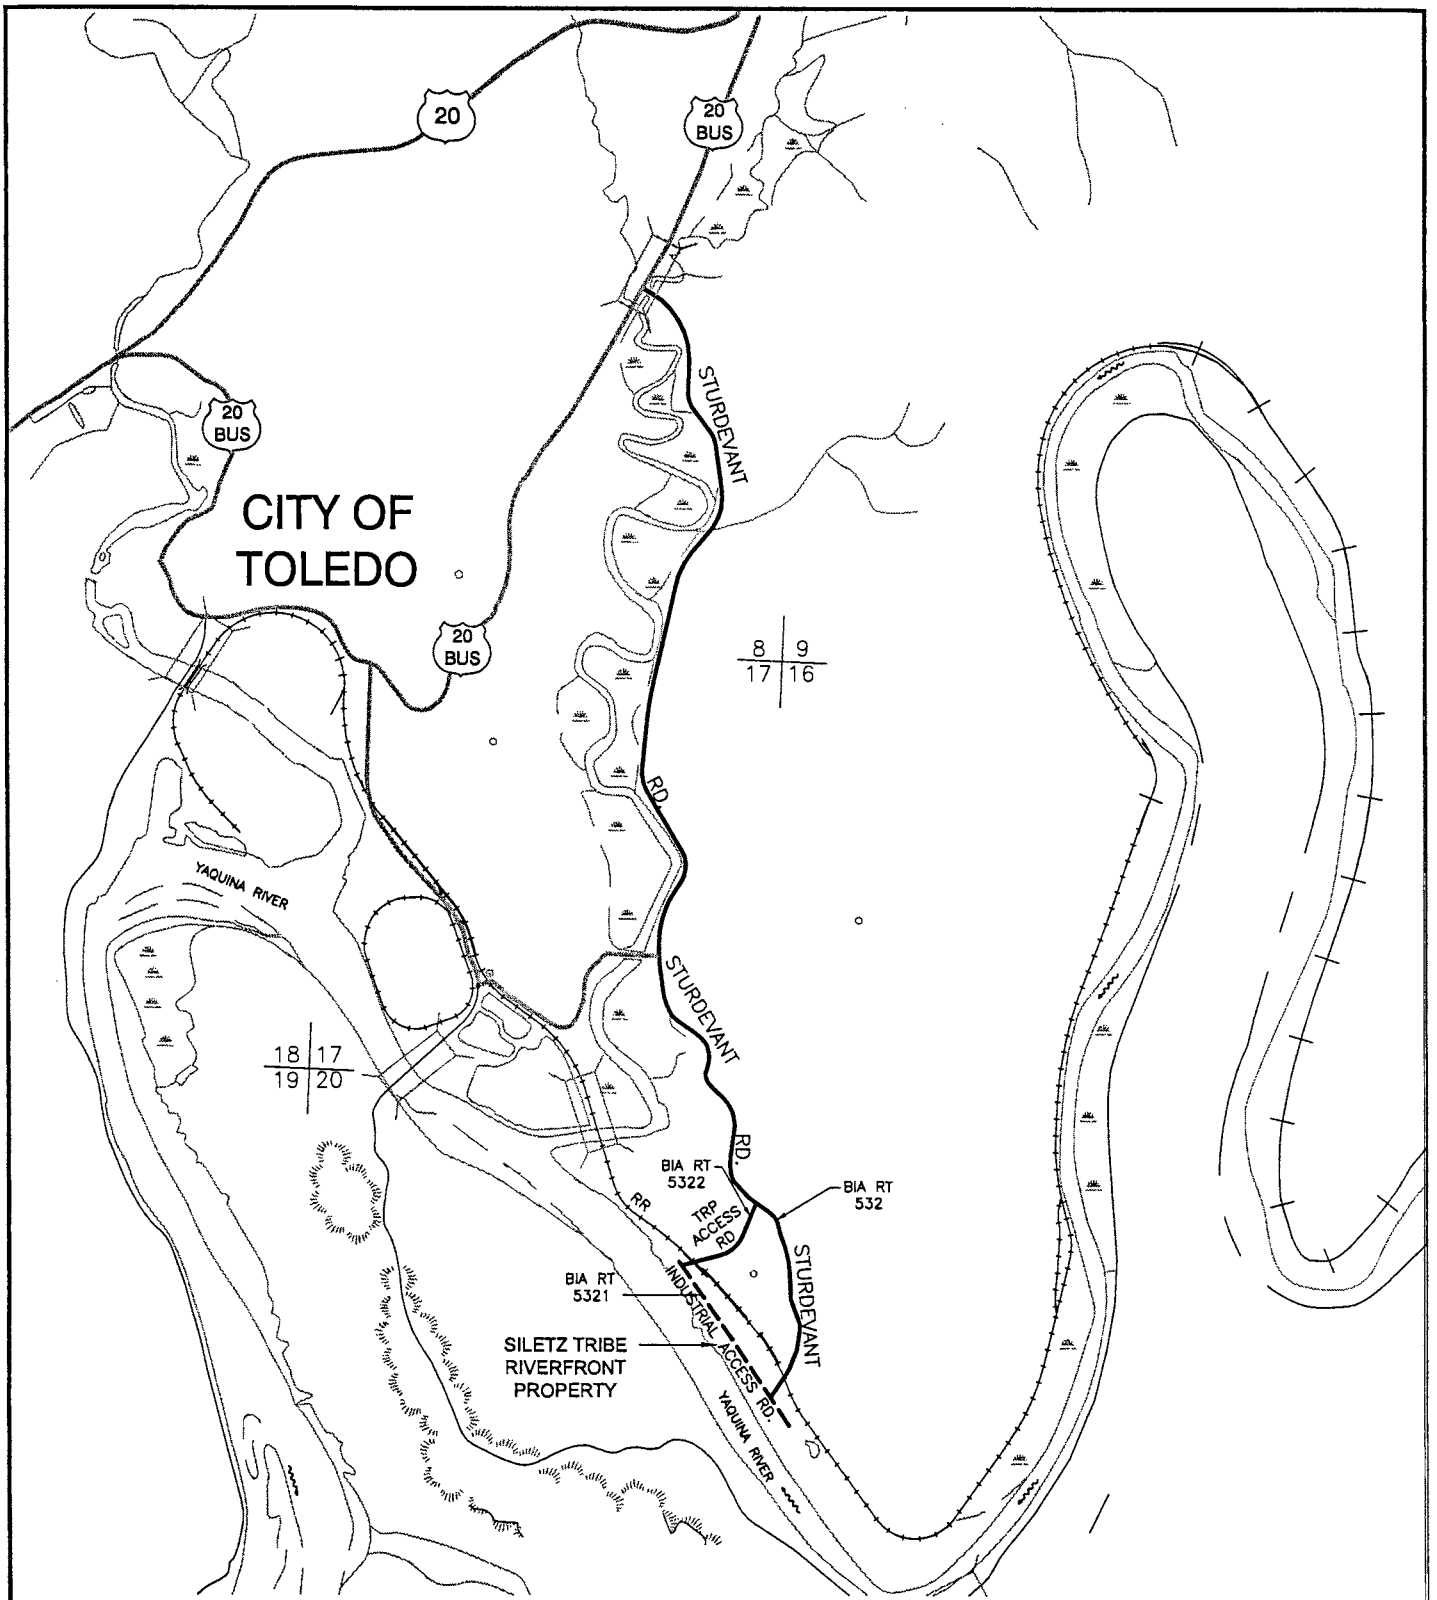 20
20
BUS
STURDEVANT
20
BUS
CITY OF
TOLEDO
20
BUS
8 9
17 16
RD.
YAQUINA RIVER
STURDEVANT
18 17
19 20
RD.
BIA RT
5322
BIA RT
532
RR
TRP
ACCESS
RD
STURDEVANT
BIA RT
5321
INDUSTRIAL ACCESS RD.
SILETZ TRIBE
RIVERFRONT
PROPERTY
YAQUINA RIVER